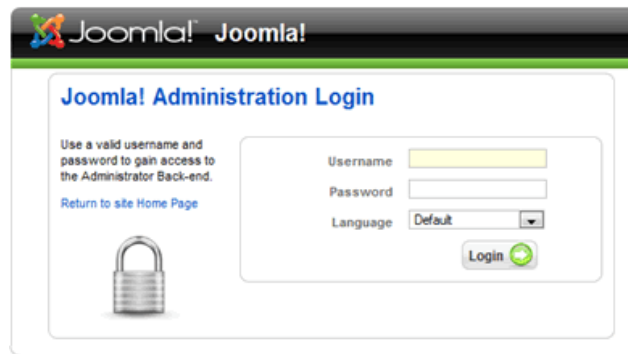 Joomla!™ Joomla!
Joomla! Administration Login
Use a valid username and
password to gain access to
the Administrator Back-end.
Return to site Home Page
Username
Password
Language Default
Login